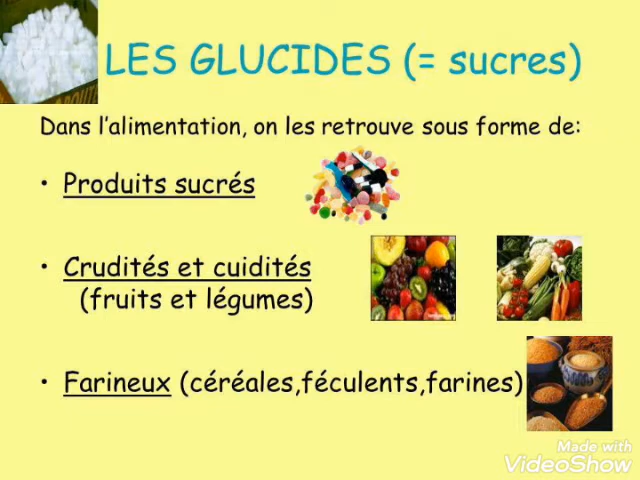 LES GLUCIDES (= sucres)
Dans l'alimentation, on les retrouve sous forme de:
• Produits sucrés
• Crudités et cuidités
(fruits et légumes)
• Farineux (céréales,féculents,farines)
Made with
VideoShow